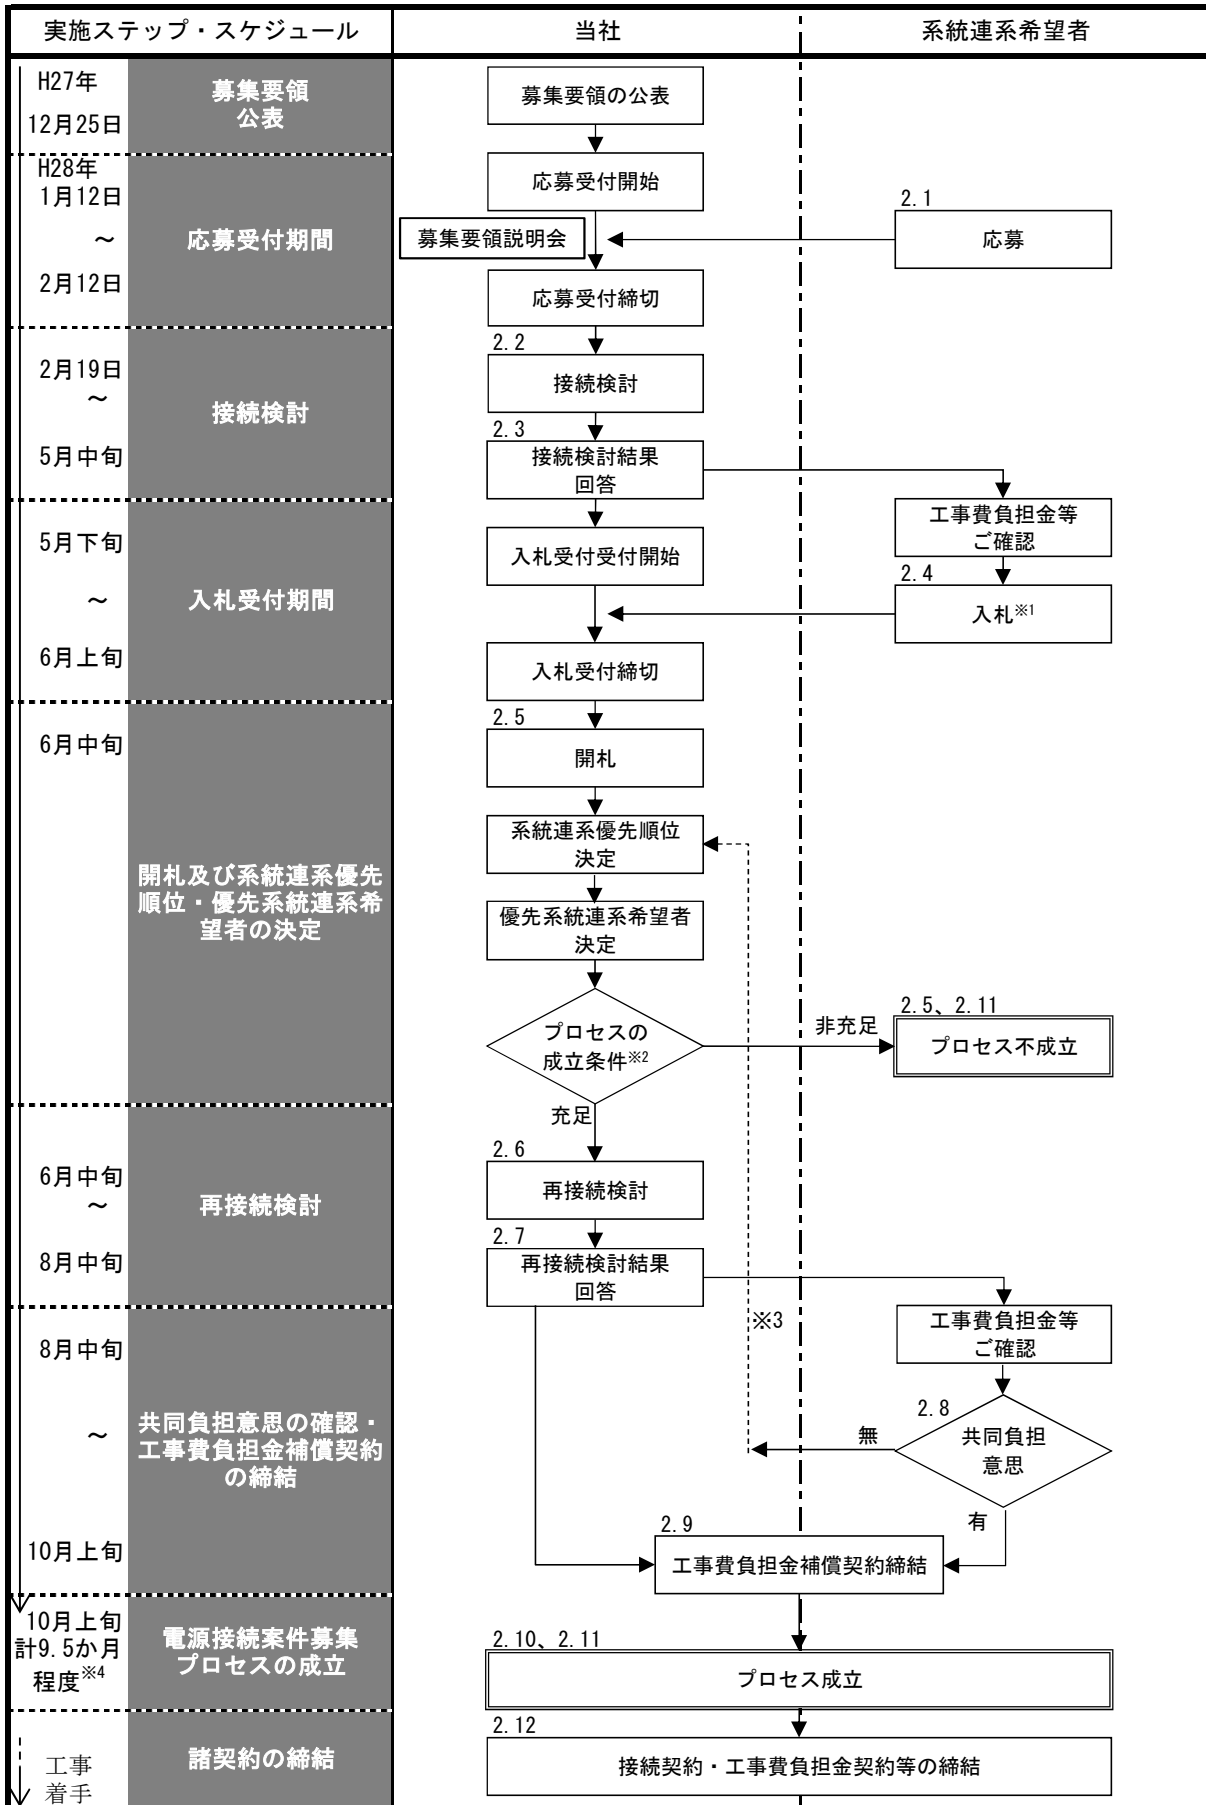 実施ステップ・スケジュール
当社
系統連系希望者
H27年
12月25日
募集要領
公表
募集要領の公表
H28年
1月12日
～
2月12日
応募受付期間
応募受付開始
募集要領説明会
2.1
応募
応募受付締切
2月19日
～
5月中旬
接続検討
2.2
接続検討
2.3
接続検討結果
回答
工事費負担金等
ご確認
5月下旬
～
6月上旬
入札受付期間
入札受付受付開始
2.4
入札※1
入札受付締切
6月中旬
開札及び系統連系優先
順位・優先系統連系希
望者の決定
2.5
開札
系統連系優先順位
決定
優先系統連系希望者
決定
プロセスの
成立条件※2
非充足
2.5、2.11
プロセス不成立
充足
6月中旬
～
8月中旬
再接続検討
2.6
再接続検討
2.7
再接続検討結果
回答
※3
工事費負担金等
ご確認
8月中旬
～
10月上旬
共同負担意思の確認・
工事費負担金補償契約
の締結
2.8
共同負担
意思
無
有
2.9
工事費負担金補償契約締結
10月上旬
計9.5か月
程度※4
電源接続案件募集
プロセスの成立
2.10、2.11
プロセス成立
工事
着手
諸契約の締結
2.12
接続契約・工事費負担金契約等の締結